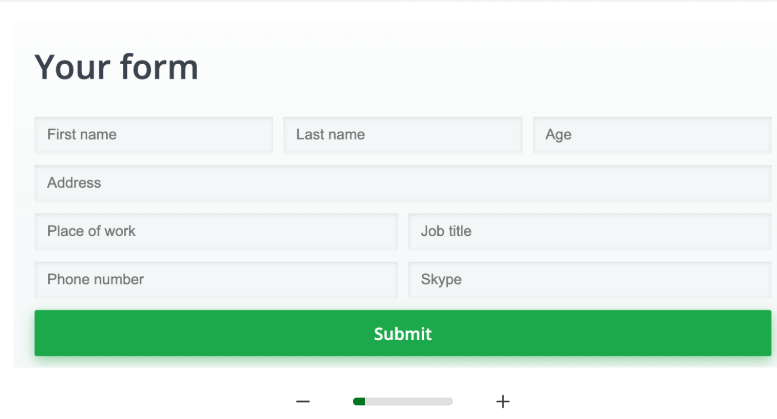 Your form
First name Last name Age
Address
Place of work Job title
Phone number Skype
Submit